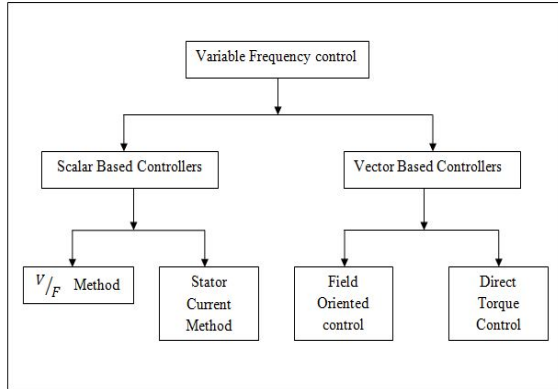 Variable Frequency control
Scalar Based Controllers
Vector Based Controllers
V/F Method
Stator
Current
Method
Field
Oriented
control
Direct
Torque
Control